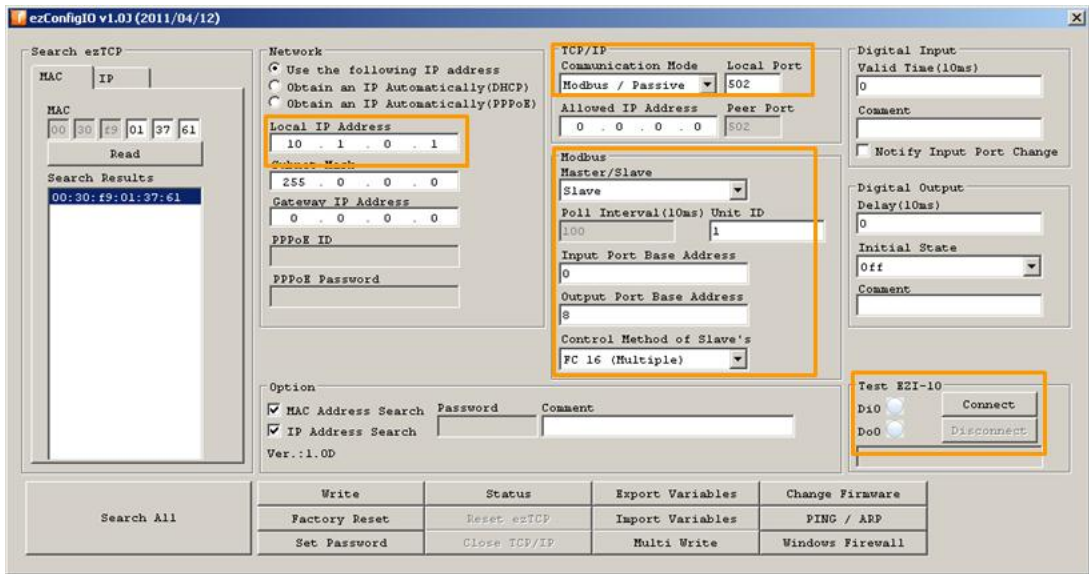 ezConfigIO v1.0J (2011/04/12)
Search ezTCP
MAC
IP
MAC
00 30 f9 01 37 61
Read
Search Results
00:30:f9:01:37:61
Search All
Network
Use the following IP address
Obtain an IP Automatically(DHCP)
Obtain an IP Automatically(PPPoE)
Local IP Address
10 . 1 . 0 . 1
Subnet Mask
255 . 0 . 0 . 0
Gateway IP Address
0 . 0 . 0 . 0
PPPoE ID
PPPoE Password
TCP/IP
Communication Mode Local Port
Modbus / Passive 502
Allowed IP Address Peer Port
0 . 0 . 0 . 0 502
Modbus
Master/Slave
Slave
Poll Interval(10ms) Unit ID
100 1
Input Port Base Address
0
Output Port Base Address
8
Control Method of Slave's
FC 16 (Multiple)
Digital Input
Valid Time(10ms)
0
Comment
Notify Input Port Change
Digital Output
Delay(10ms)
0
Initial State
Off
Comment
Option
MAC Address Search Password Comment
IP Address Search
Ver.:1.0D
Test EZI-10
Di0 Connect
Do0 Disconnect
Write Status Export Variables Change Firmware
Factory Reset Reset ezTCP Import Variables PING / ARP
Set Password Close TCP/IP Multi Write Windows Firewall